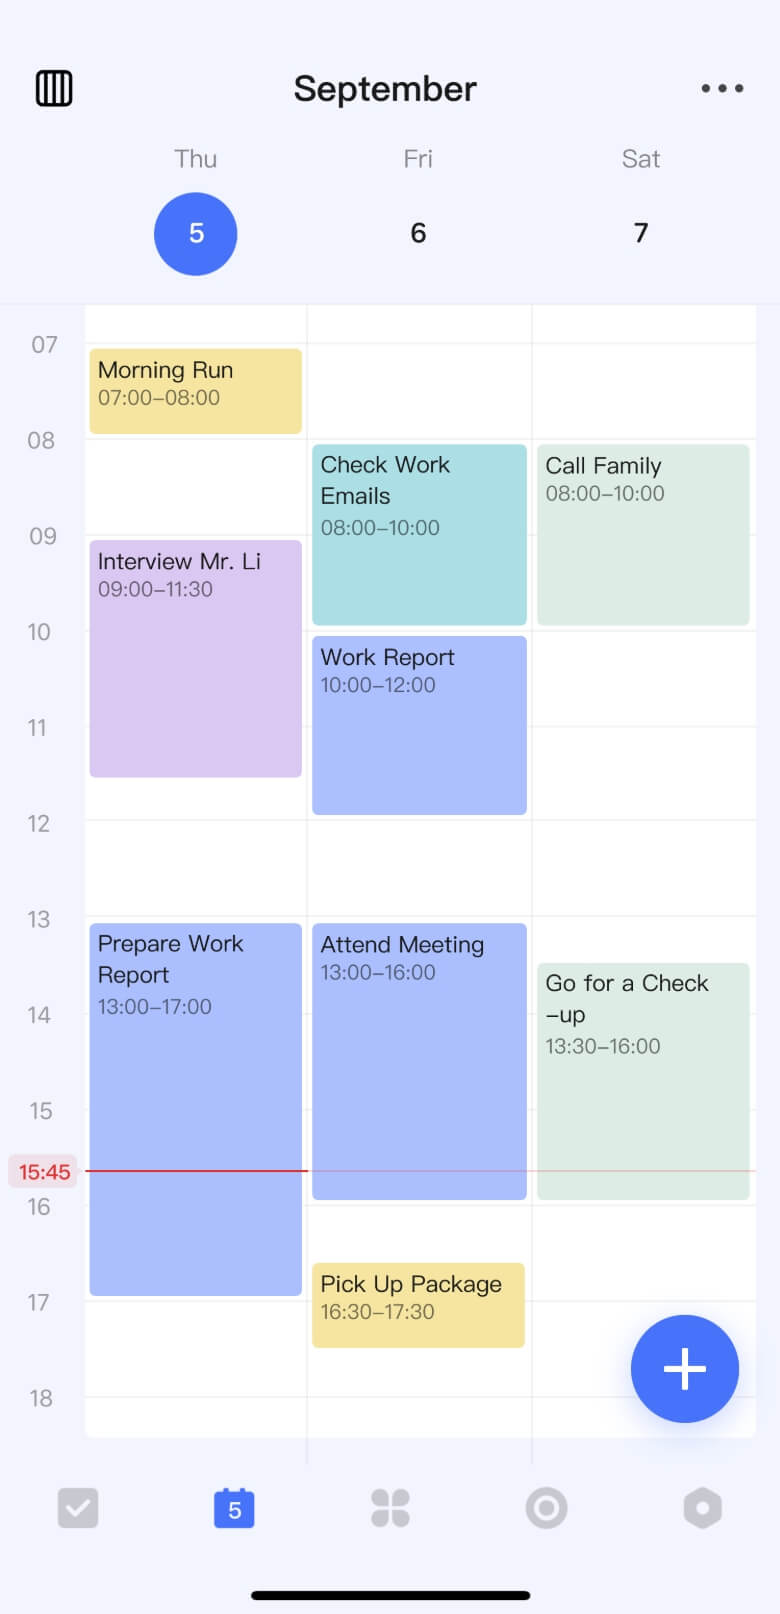 September
Thu
Fri
Sat
5
6
7
07
Morning Run
07:00–08:00
08
Check Work
Emails
08:00–10:00
Call Family
08:00–10:00
09
Interview Mr. Li
09:00–11:30
10
Work Report
10:00–12:00
11
12
13
Prepare Work
Report
13:00–17:00
Attend Meeting
13:00–16:00
Go for a Check
–up
13:30–16:00
14
15
15:45
16
Pick Up Package
16:30–17:30
17
18
5